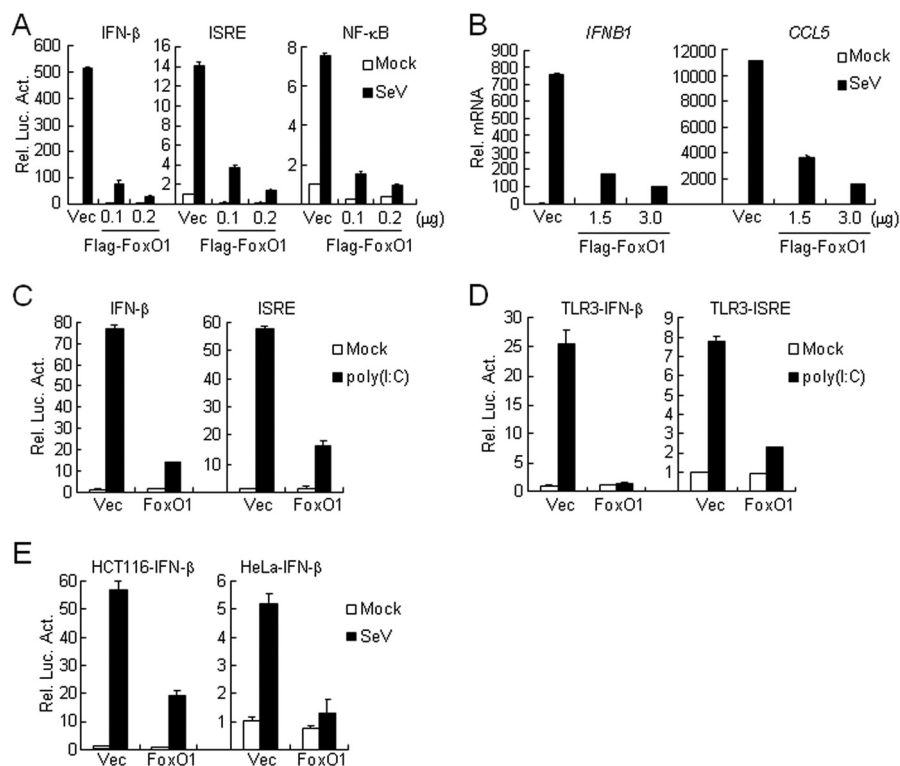 A
IFN-β
ISRE
NF-κB
Rel. Luc. Act.
600
500
400
300
200
100
0
16
14
12
10
8
6
4
2
8
6
4
2
0
Mock
SeV
Vec 0.1 0.2 Vec 0.1 0.2 Vec 0.1 0.2 (μg)
Flag-FoxO1 Flag-FoxO1 Flag-FoxO1
B
IFNB1
CCL5
Rel. mRNA
900
800
700
600
500
400
300
200
100
0
12000
10000
8000
6000
4000
2000
0
Mock
SeV
Vec 1.5 3.0 Vec 1.5 3.0 (μg)
Flag-FoxO1 Flag-FoxO1
C
IFN-β
ISRE
Rel. Luc. Act.
80
70
60
50
40
30
20
10
0
60
50
40
30
20
10
Mock
poly(I:C)
Vec FoxO1 Vec FoxO1
D
TLR3-IFN-β
TLR3-ISRE
Rel. Luc. Act.
30
25
20
15
10
5
0
9
8
7
6
5
4
3
2
1
Mock
poly(I:C)
Vec FoxO1 Vec FoxO1
E
HCT116-IFN-β
HeLa-IFN-β
Rel. Luc. Act.
60
50
40
30
20
10
0
6
5
4
3
2
1
Mock
SeV
Vec FoxO1 Vec FoxO1